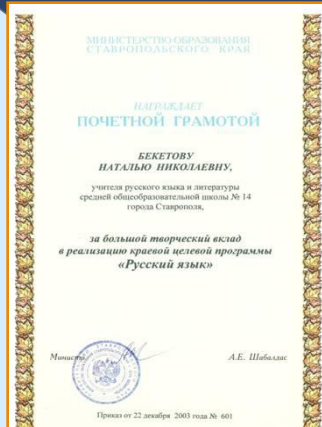 МИНИСТЕРСТВО ОБРАЗОВАНИЯ
СТАВРОПОЛЬСКОГО КРАЯ
НАГРАЖДАЕТ
ПОЧЕТНОЙ ГРАМОТОЙ
БЕКЕТОВУ
НАТАЛЬЮ НИКОЛАЕВНУ,
учителя русского языка и литературы
средней общеобразовательной школы № 14
города Ставрополя,
за большой творческий вклад
в реализацию краевой целевой программы
«Русский язык»
Министр А.Е. Шабалдас
Приказ от 22 декабря 2003 года № 601